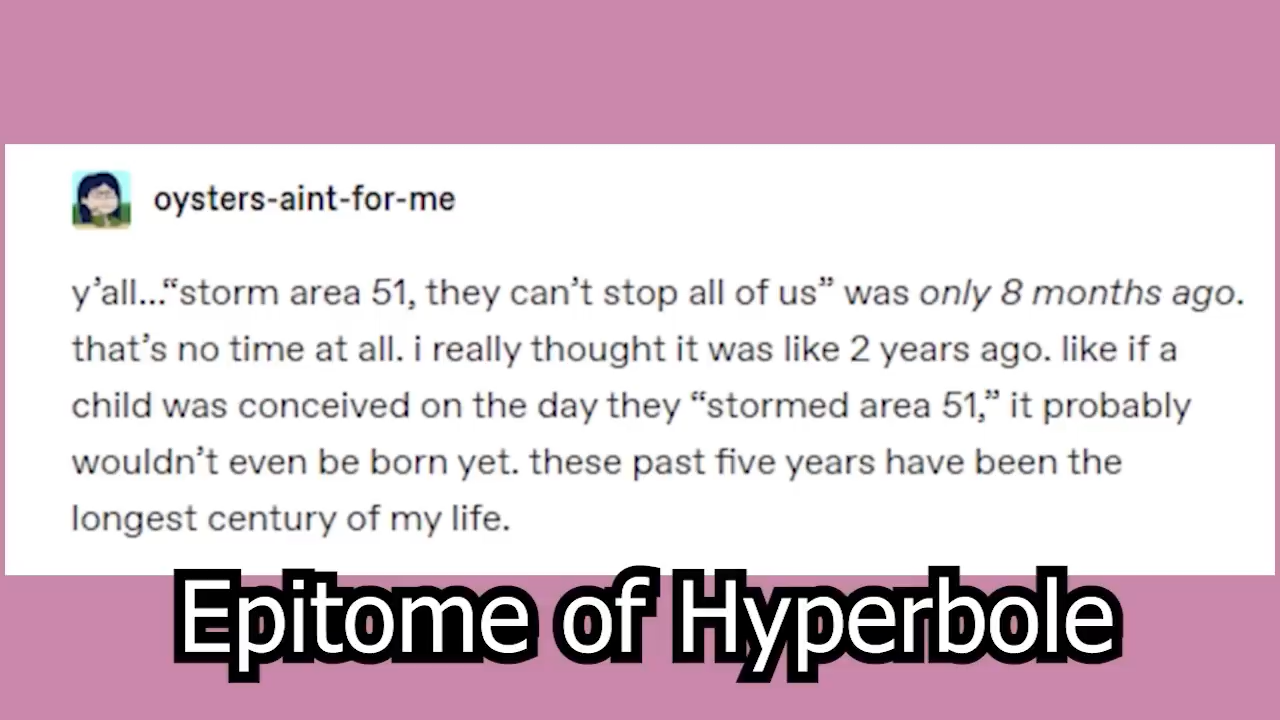 oysters-aint-for-me
y’all...“storm area 51, they can’t stop all of us” was only 8 months ago.
that’s no time at all. i really thought it was like 2 years ago. like if a
child was conceived on the day they “stormed area 51,” it probably
wouldn’t even be born yet. these past five years have been the
longest century of my life.
Epitome of Hyperbole